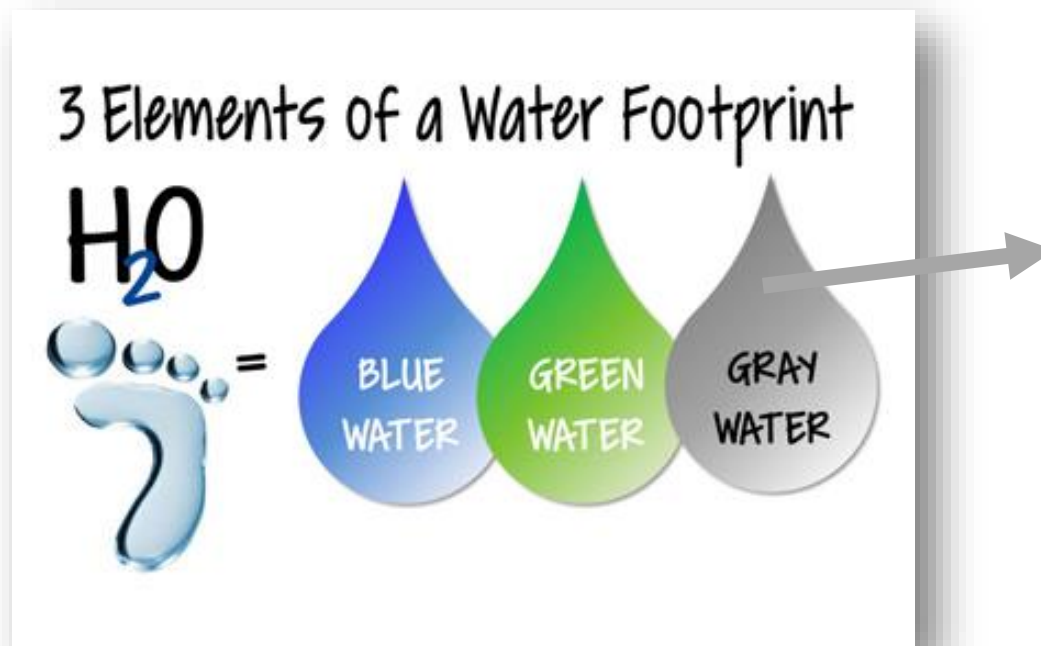 3 Elements of a Water Footprint
H2O
=
BLUE
WATER
GREEN
WATER
GRAY
WATER